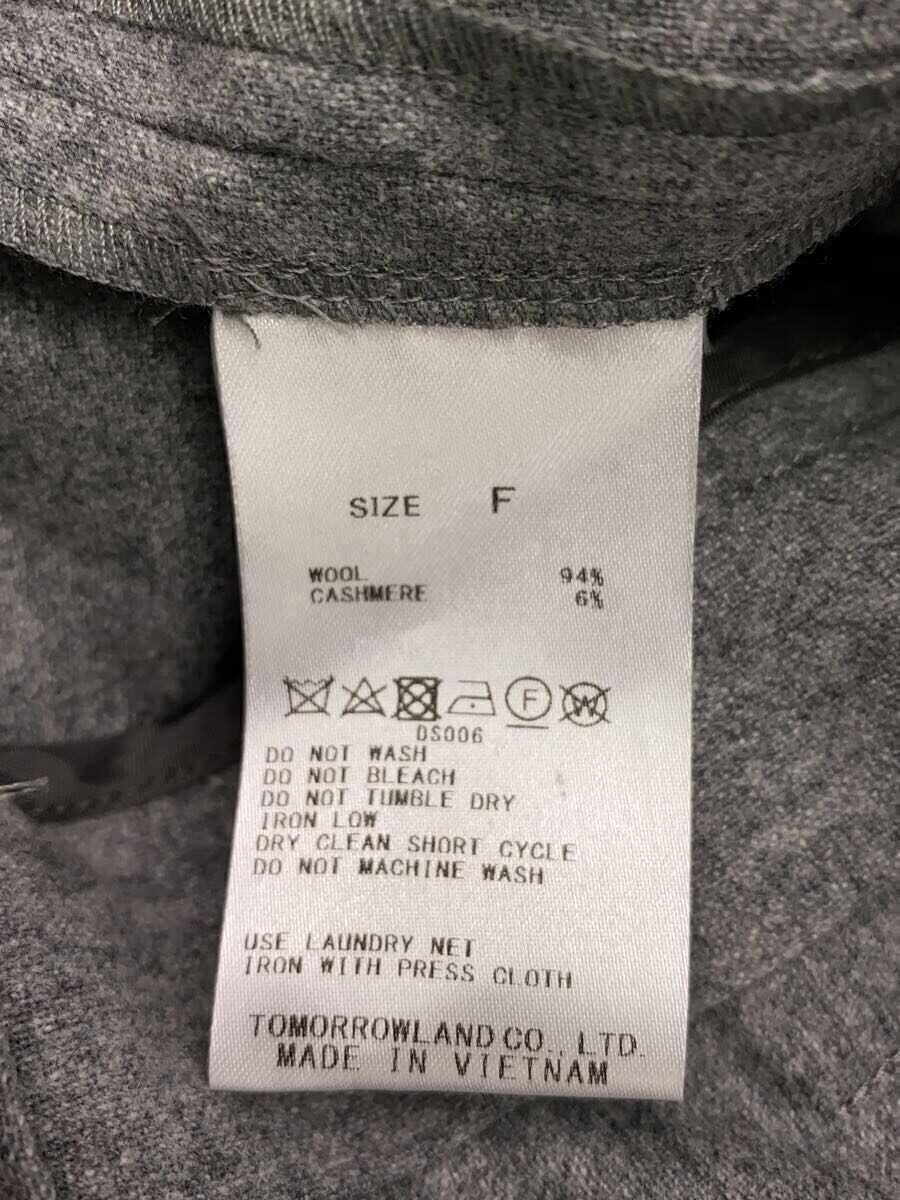 SIZE F
WOOL 94%
CASHMERE 6%
F W
DS006
DO NOT WASH
DO NOT BLEACH
DO NOT TUMBLE DRY
IRON LOW
DRY CLEAN SHORT CYCLE
DO NOT MACHINE WASH
USE LAUNDRY NET
IRON WITH PRESS CLOTH
TOMORROWLAND CO., LTD.
MADE IN VIETNAM